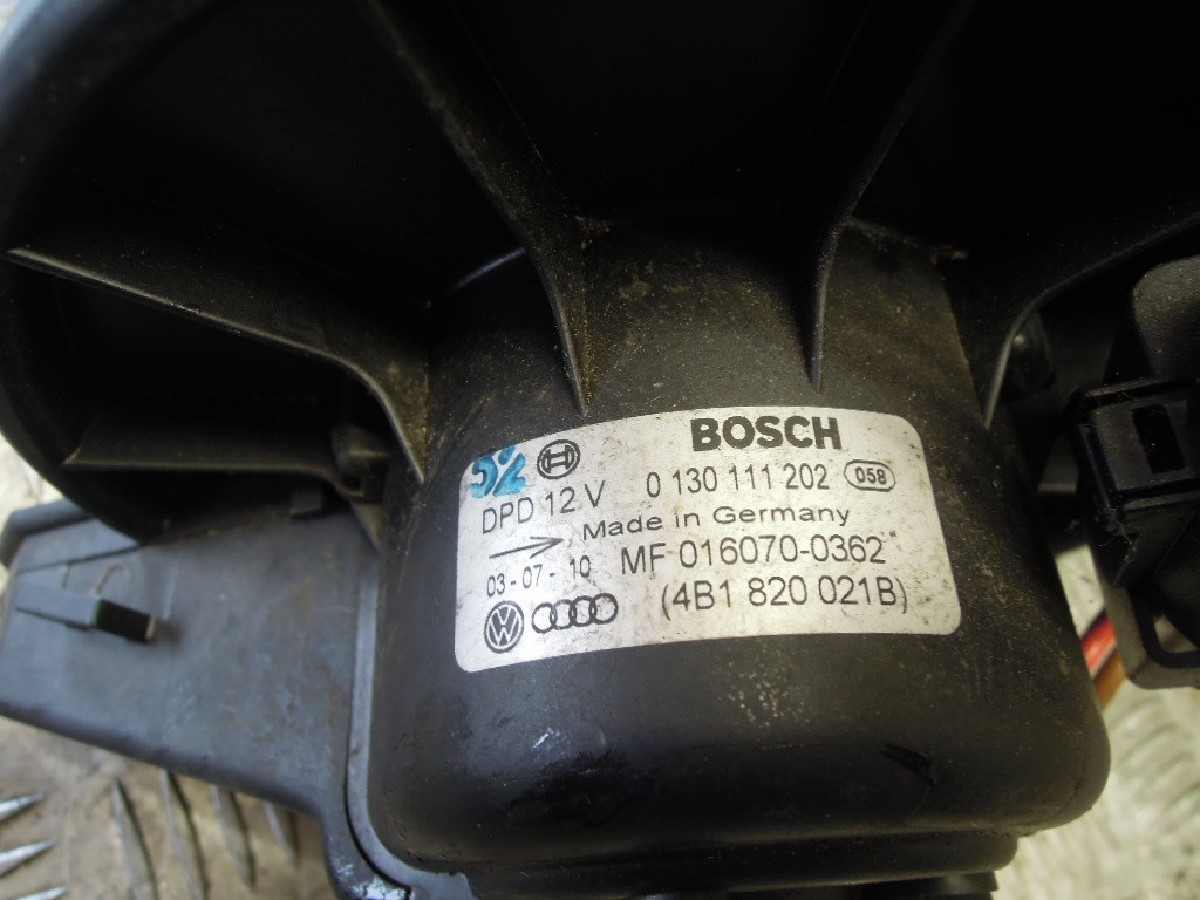 BOSCH
52 H
DPD 12 V 0 130 111 202 058
Made in Germany
03-07-10 MF 016070-0362
VW (4B1 820 021B)